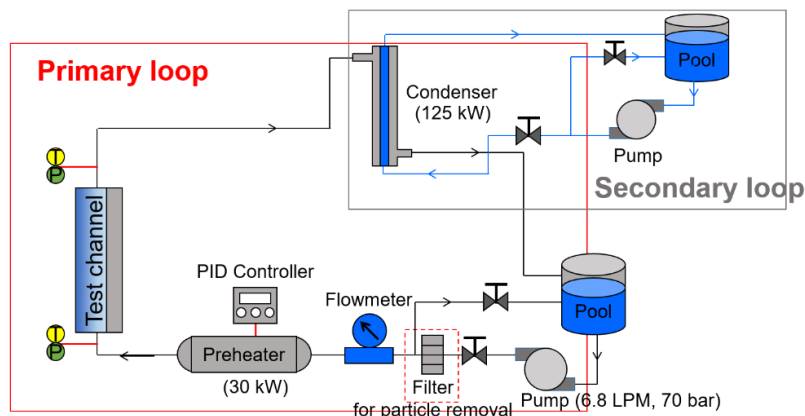 Primary loop
Condenser
(125 kW)
Pool
Pump
Secondary loop
T
P
Test channel
T
P
PID Controller
Flowmeter
Preheater
(30 kW)
Filter
for particle removal
Pool
Pump (6.8 LPM, 70 bar)